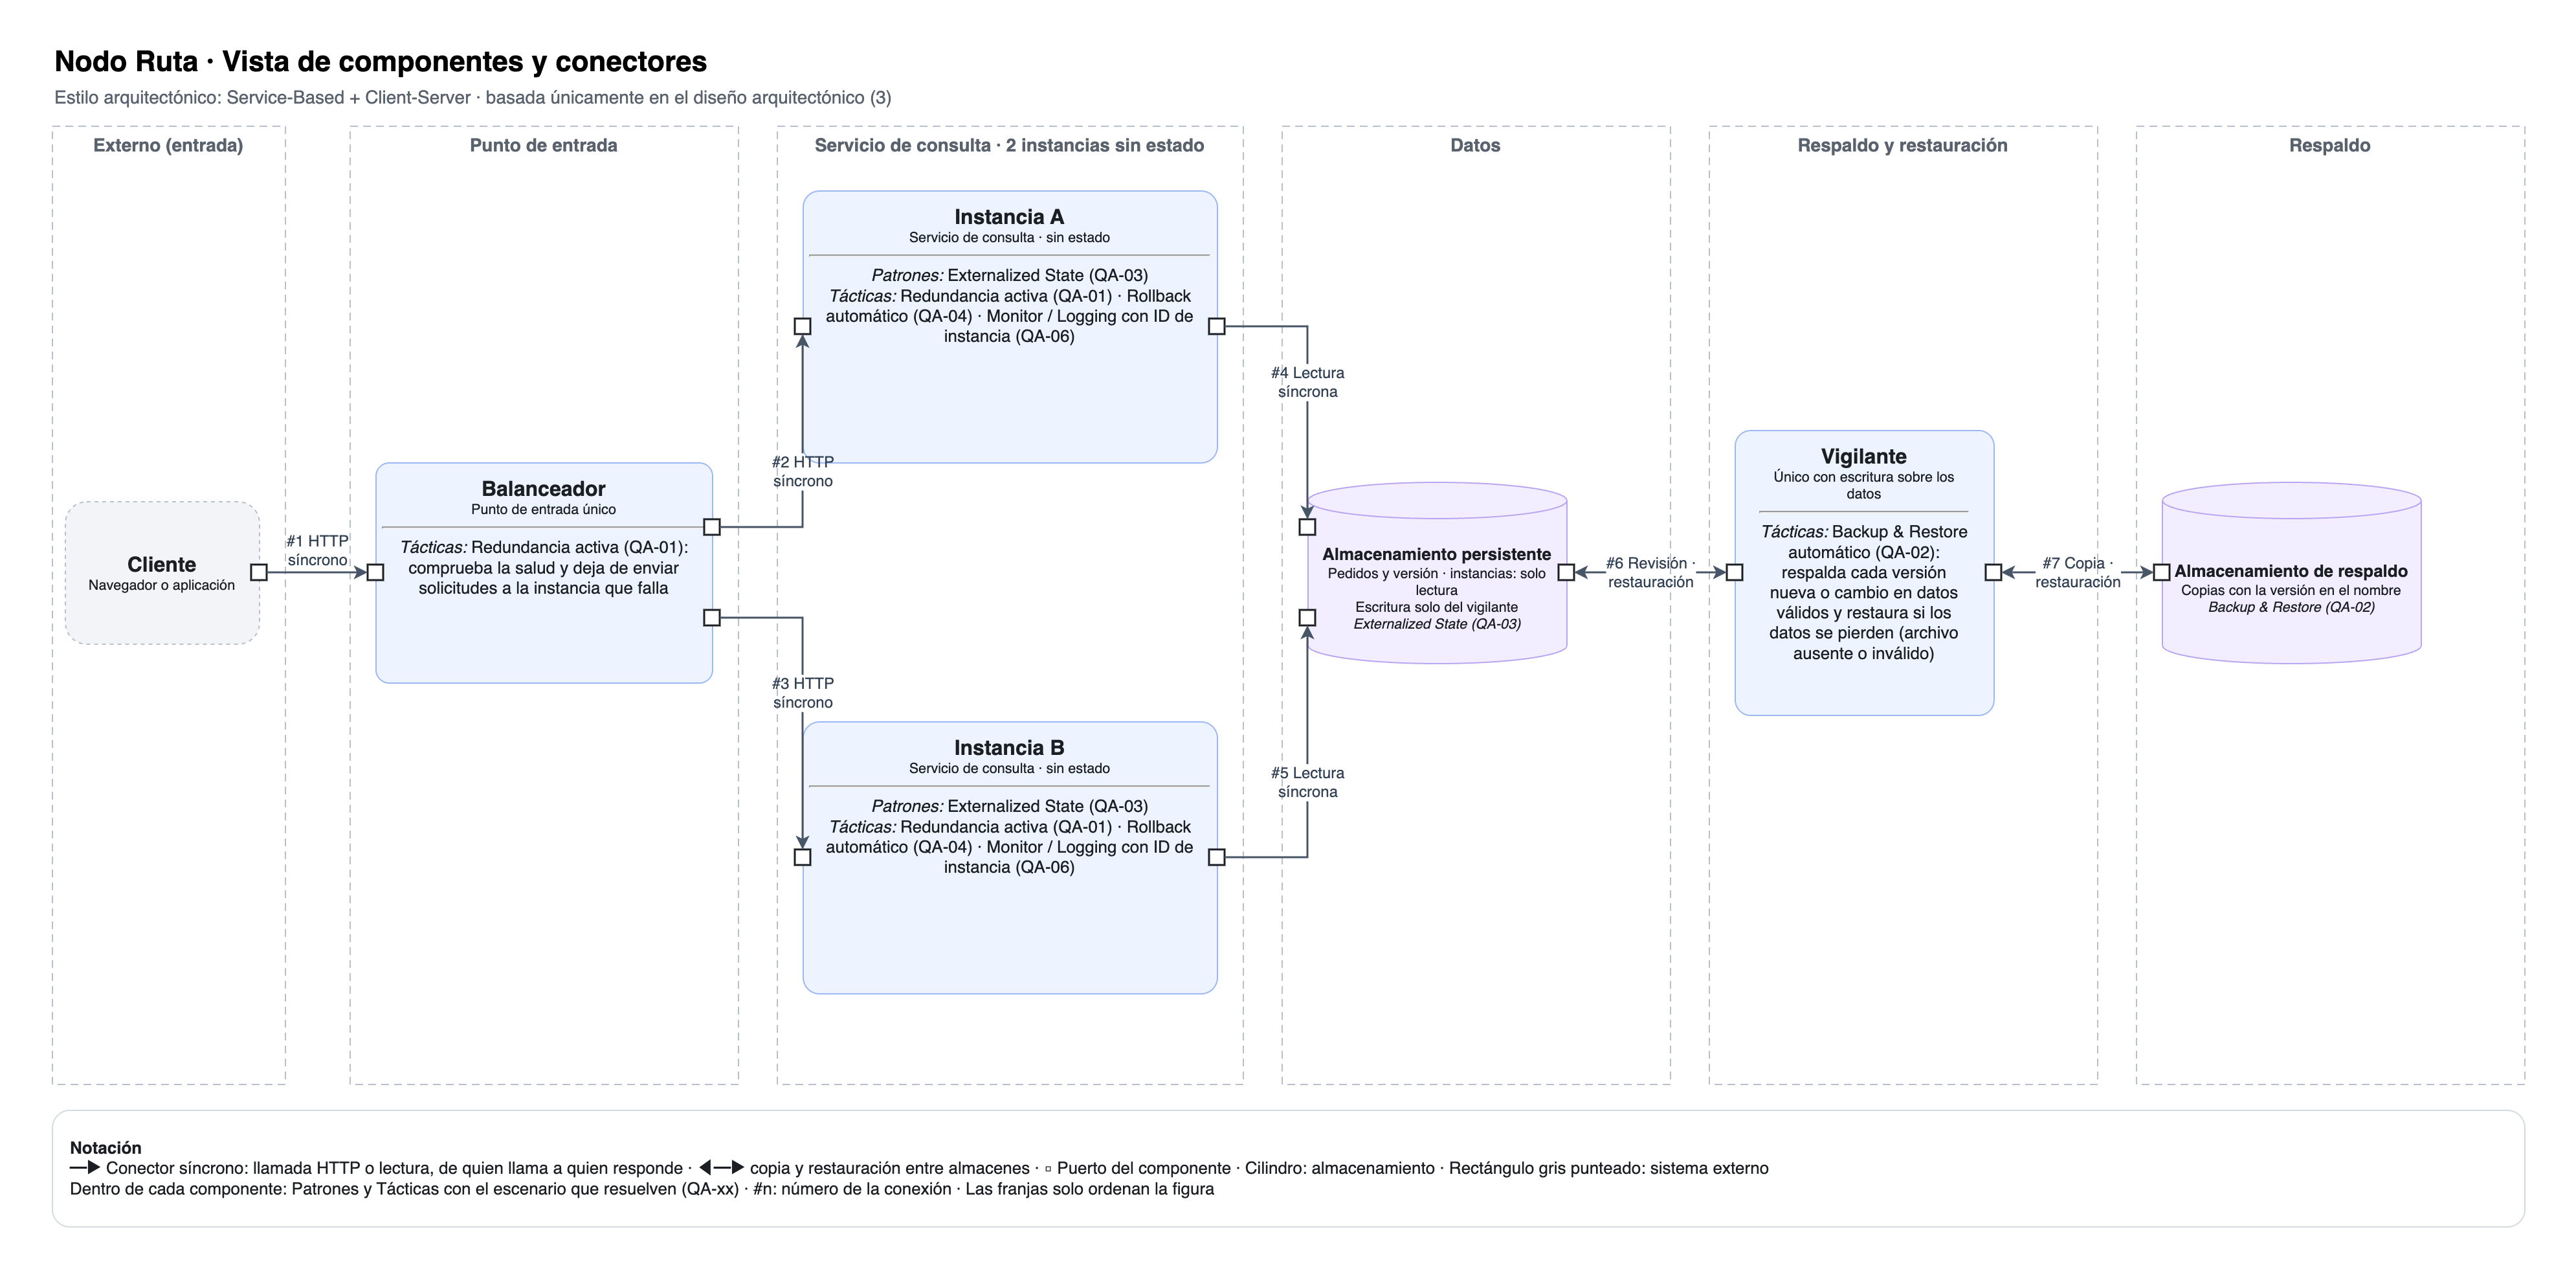 Nodo Ruta · Vista de componentes y conectores
Estilo arquitectónico: Service-Based + Client-Server · basada únicamente en el diseño arquitectónico (3)
Externo (entrada)
Punto de entrada
Servicio de consulta · 2 instancias sin estado
Datos
Respaldo y restauración
Respaldo
Cliente
Navegador o aplicación
#1 HTTP
síncrono
Balanceador
Punto de entrada único
Tácticas: Redundancia activa (QA-01):
comprueba la salud y deja de enviar
solicitudes a la instancia que falla
#2 HTTP
síncrono
#3 HTTP
síncrono
Instancia A
Servicio de consulta · sin estado
Patrones: Externalized State (QA-03)
Tácticas: Redundancia activa (QA-01) · Rollback
automático (QA-04) · Monitor / Logging con ID de
instancia (QA-06)
Instancia B
Servicio de consulta · sin estado
Patrones: Externalized State (QA-03)
Tácticas: Redundancia activa (QA-01) · Rollback
automático (QA-04) · Monitor / Logging con ID de
instancia (QA-06)
#4 Lectura
síncrona
#5 Lectura
síncrona
Almacenamiento persistente
Pedidos y versión · instancias: solo
lectura
Escritura solo del vigilante
Externalized State (QA-03)
#6 Revisión ·
restauración
Vigilante
Único con escritura sobre los
datos
Tácticas: Backup & Restore
automático (QA-02):
respalda cada versión
nueva o cambio en datos
válidos y restaura si los
datos se pierden (archivo
ausente o inválido)
#7 Copia ·
restauración
Almacenamiento de respaldo
Copias con la versión en el nombre
Backup & Restore (QA-02)
Notación
Conector síncrono: llamada HTTP o lectura, de quien llama a quien responde · copia y restauración entre almacenes · ▫ Puerto del componente · Cilindro: almacenamiento · Rectángulo gris punteado: sistema externo
Dentro de cada componente: Patrones y Tácticas con el escenario que resuelven (QA-xx) · #n: número de la conexión · Las franjas solo ordenan la figura